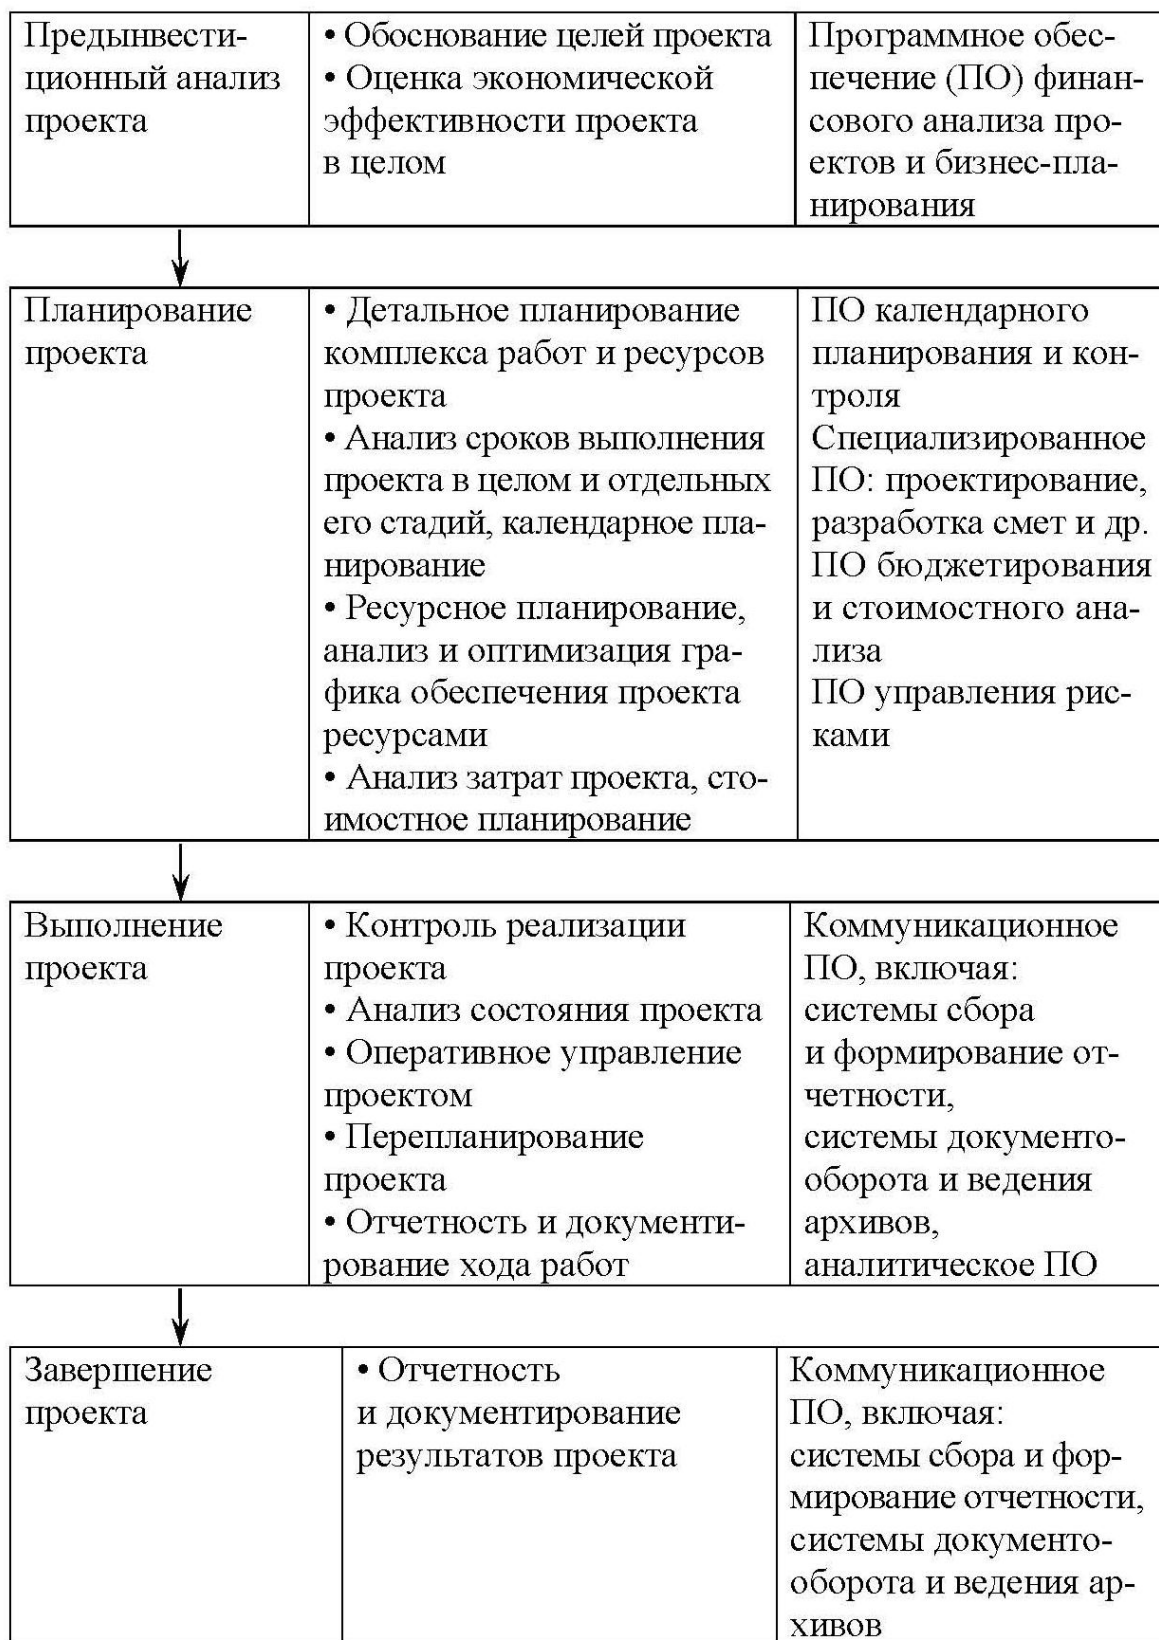 Предынвести-
ционный анализ
проекта
• Обоснование целей проекта
• Оценка экономической
эффективности проекта
в целом
Программное обес-
печение (ПО) финан-
сового анализа про-
ектов и бизнес-пла-
нирования
Планирование
проекта
• Детальное планирование
комплекса работ и ресурсов
проекта
• Анализ сроков выполнения
проекта в целом и отдельных
его стадий, календарное пла-
нирование
• Ресурсное планирование,
анализ и оптимизация гра-
фика обеспечения проекта
ресурсами
• Анализ затрат проекта, сто-
имостное планирование
ПО календарного
планирования и кон-
троля
Специализированное
ПО: проектирование,
разработка смет и др.
ПО бюджетирования
и стоимостного ана-
лиза
ПО управления рис-
ками
Выполнение
проекта
• Контроль реализации
проекта
• Анализ состояния проекта
• Оперативное управление
проектом
• Перепланирование
проекта
• Отчетность и документи-
рование хода работ
Коммуникационное
ПО, включая:
системы сбора
и формирование от-
четности,
системы документо-
оборота и ведения
архивов,
аналитическое ПО
Завершение
проекта
• Отчетность
и документирование
результатов проекта
Коммуникационное
ПО, включая:
системы сбора и фор-
мирование отчетности,
системы документо-
оборота и ведения ар-
хивов